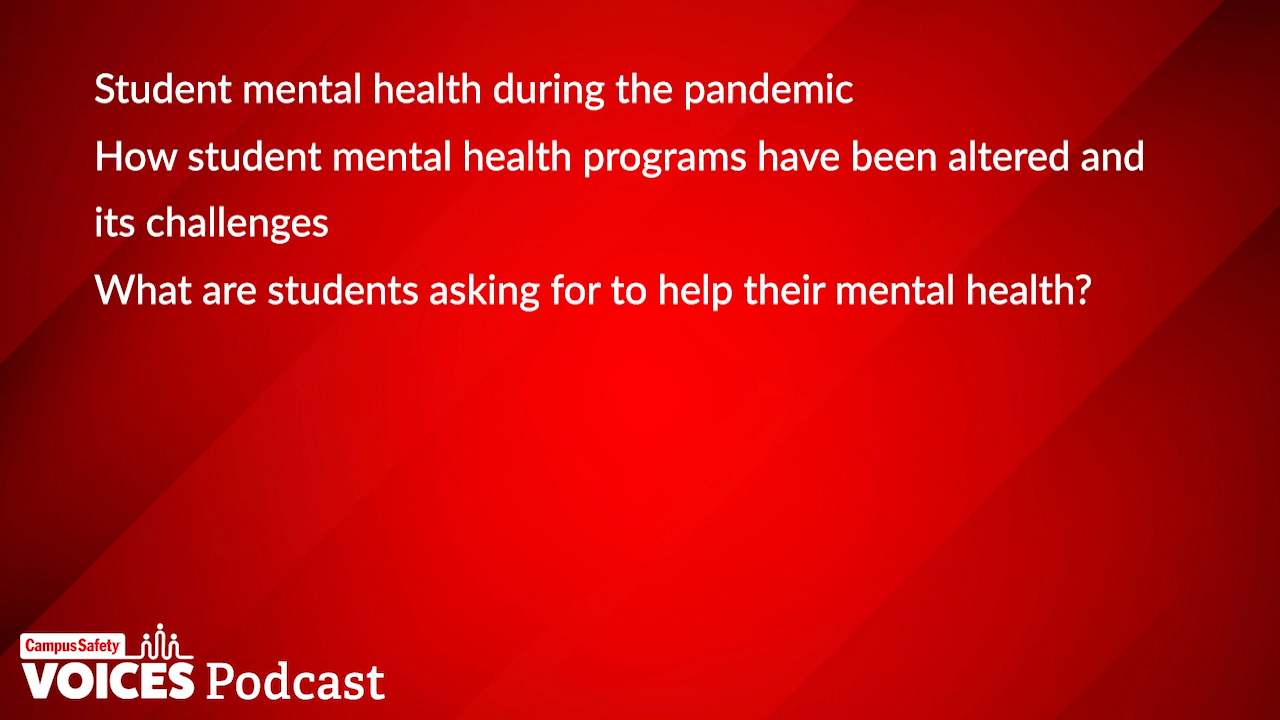 Student mental health during the pandemic
How student mental health programs have been altered and
its challenges
What are students asking for to help their mental health?
Campus Safety
VOICES Podcast